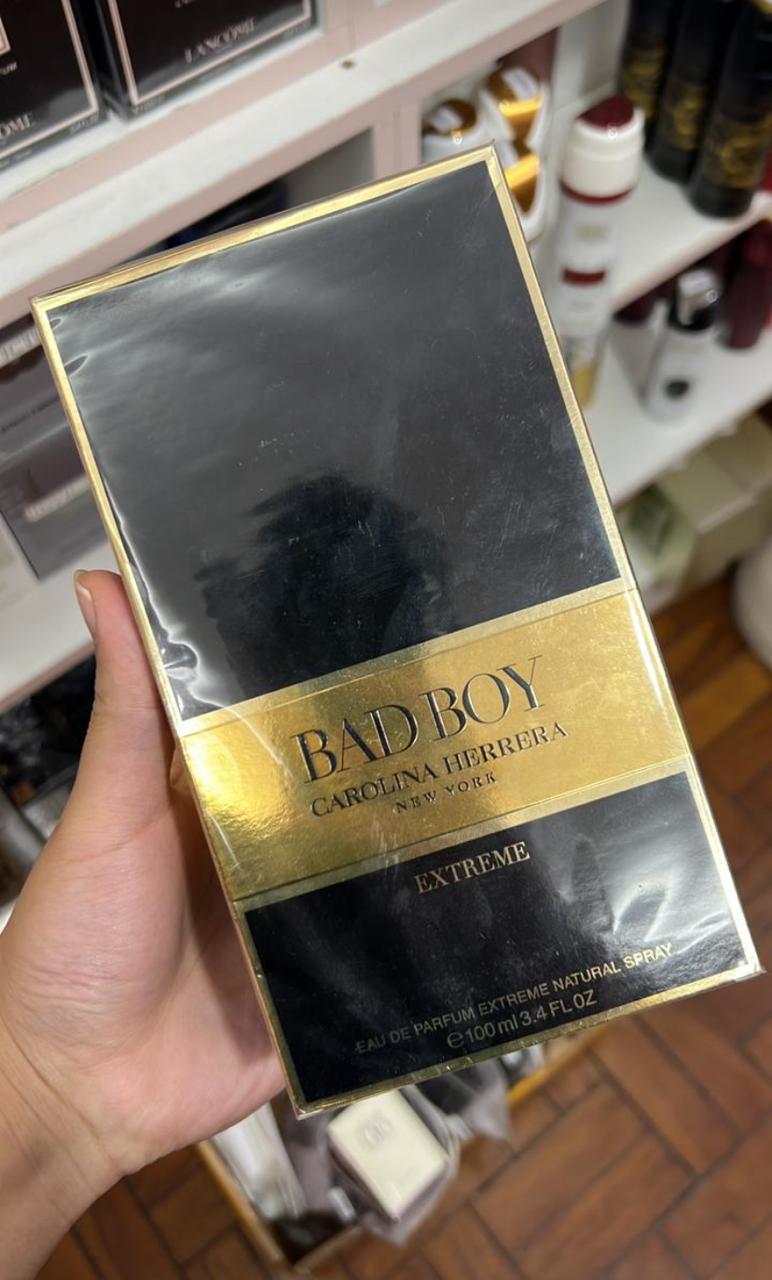 LANCÔME
BAD BOY
CAROLINA HERRERA
NEW YORK
EXTREME
EAU DE PARFUM EXTREME NATURAL SPRAY
℮100 ml 3.4 FL OZ